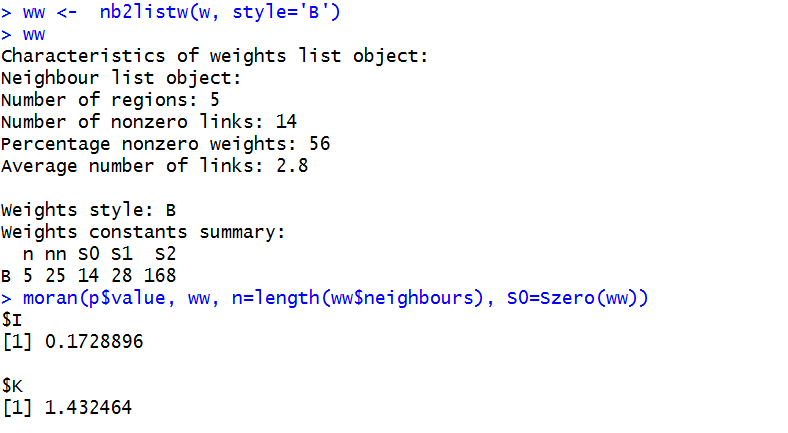 > ww <-  nb2listw(w, style='B')
> ww
Characteristics of weights list object:
Neighbour list object:
Number of regions: 5
Number of nonzero links: 14
Percentage nonzero weights: 56
Average number of links: 2.8

Weights style: B
Weights constants summary:
  n nn S0 S1  S2
B 5 25 14 28 168
> moran(p$value, ww, n=length(ww$neighbours), S0=Szero(ww))
$I
[1] 0.1728896

$K
[1] 1.432464